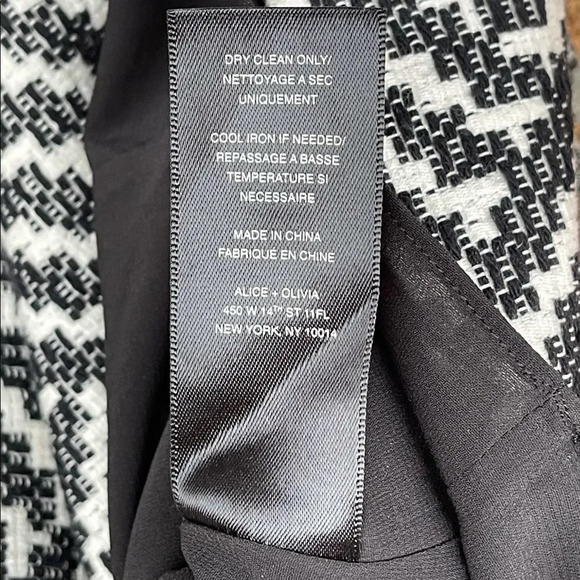 DRY CLEAN ONLY/
NETTOYAGE A SEC
UNIQUEMENT
COOL IRON IF NEEDED/
REPASSAGE A BASSE
TEMPERATURE SI
NECESSAIRE
MADE IN CHINA
FABRIQUE EN CHINE
ALICE + OLIVIA
450 W 14TH ST 11FL
NEW YORK, NY 10014